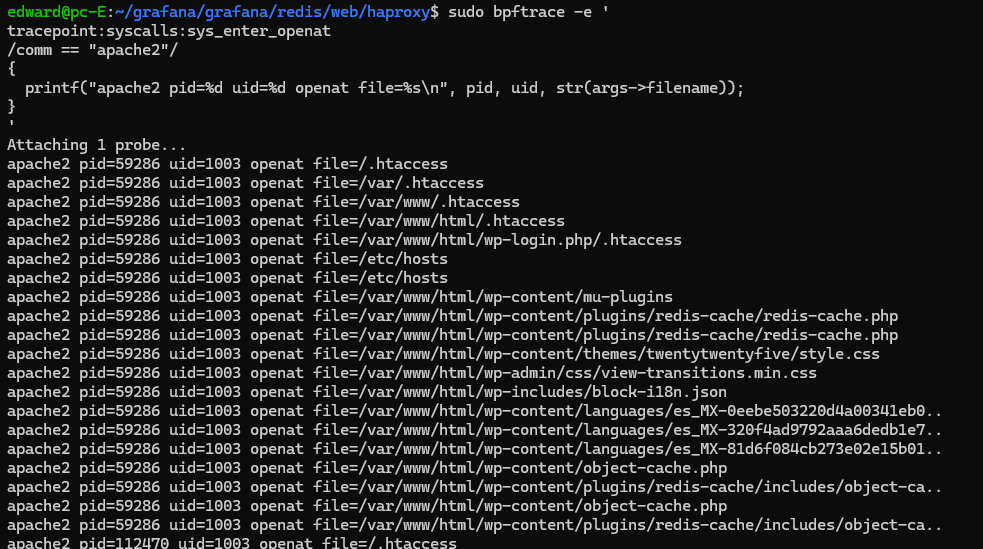 edward@pc-E:~/grafana/grafana/redis/web/haproxy$ sudo bpftrace -e '
tracepoint:syscalls:sys_enter_openat
/comm == "apache2"/
{
  printf("apache2 pid=%d uid=%d openat file=%s\n", pid, uid, str(args->filename));
}
'
Attaching 1 probe...
apache2 pid=59286 uid=1003 openat file=/.htaccess
apache2 pid=59286 uid=1003 openat file=/var/.htaccess
apache2 pid=59286 uid=1003 openat file=/var/www/.htaccess
apache2 pid=59286 uid=1003 openat file=/var/www/html/.htaccess
apache2 pid=59286 uid=1003 openat file=/var/www/html/wp-login.php/.htaccess
apache2 pid=59286 uid=1003 openat file=/etc/hosts
apache2 pid=59286 uid=1003 openat file=/etc/hosts
apache2 pid=59286 uid=1003 openat file=/var/www/html/wp-content/mu-plugins
apache2 pid=59286 uid=1003 openat file=/var/www/html/wp-content/plugins/redis-cache/redis-cache.php
apache2 pid=59286 uid=1003 openat file=/var/www/html/wp-content/plugins/redis-cache/redis-cache.php
apache2 pid=59286 uid=1003 openat file=/var/www/html/wp-content/themes/twentytwentyfive/style.css
apache2 pid=59286 uid=1003 openat file=/var/www/html/wp-admin/css/view-transitions.min.css
apache2 pid=59286 uid=1003 openat file=/var/www/html/wp-includes/block-i18n.json
apache2 pid=59286 uid=1003 openat file=/var/www/html/wp-content/languages/es_MX-0eebe503220d4a00341eb0..
apache2 pid=59286 uid=1003 openat file=/var/www/html/wp-content/languages/es_MX-320f4ad9792aaa6dedb1e7..
apache2 pid=59286 uid=1003 openat file=/var/www/html/wp-content/languages/es_MX-81d6f084cb273e02e15b01..
apache2 pid=59286 uid=1003 openat file=/var/www/html/wp-content/object-cache.php
apache2 pid=59286 uid=1003 openat file=/var/www/html/wp-content/plugins/redis-cache/includes/object-ca..
apache2 pid=59286 uid=1003 openat file=/var/www/html/wp-content/object-cache.php
apache2 pid=59286 uid=1003 openat file=/var/www/html/wp-content/plugins/redis-cache/includes/object-ca..
apache2 pid=112470 uid=1003 openat file=/.htaccess